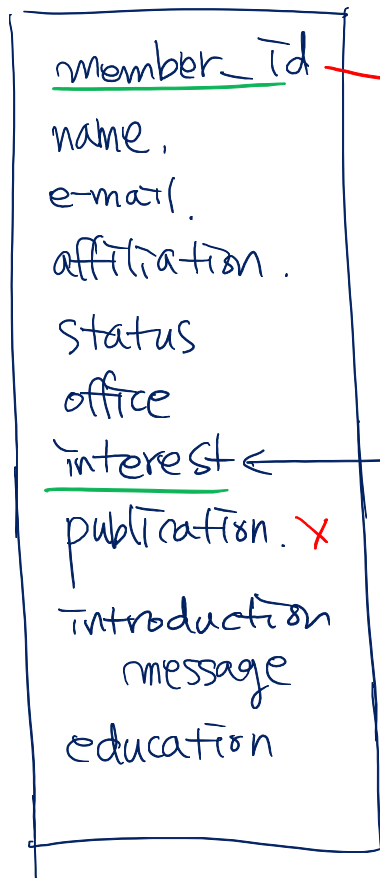 member_id
name.
e-mail.
affiliation.
status
office
interest
publication. X
introduction
message
education